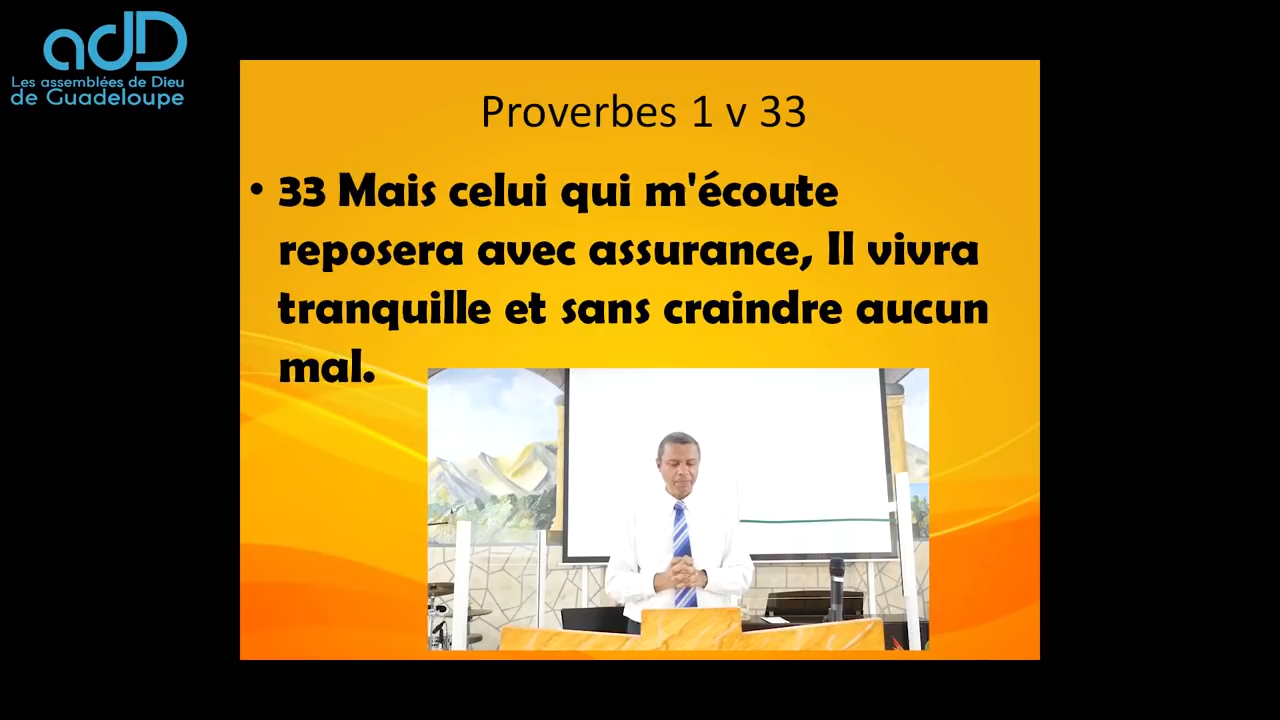 adD
Les assemblées de Dieu
de Guadeloupe
Proverbes 1 v 33
• 33 Mais celui qui m'écoute
reposera avec assurance, Il vivra
tranquille et sans craindre aucun
mal.